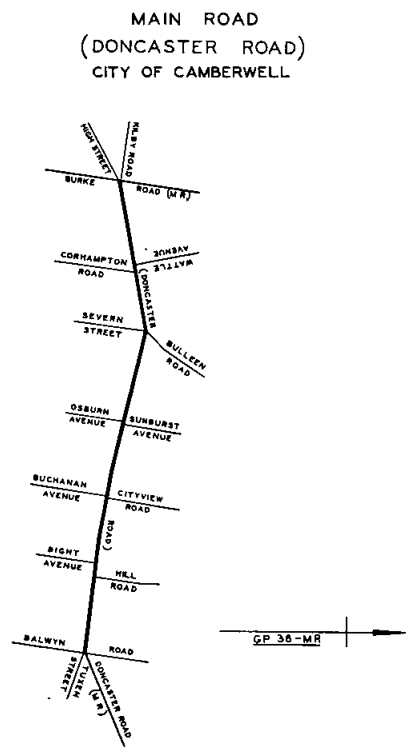 MAIN ROAD
(DONCASTER ROAD)
CITY OF CAMBERWELL
HIGH STREET
KILBY ROAD
BURKE
ROAD (M R)
CORHAMPTON
ROAD
WATTLE
AVENUE
(DONCASTER
SEVERN
STREET
BULLEEN
ROAD
OSBURN
AVENUE
SUNBURST
AVENUE
BUCHANAN
AVENUE
CITYVIEW
ROAD
ROAD)
BIGHT
AVENUE
HILL
ROAD
BALWYN
ROAD
TUXEN
STREET
DONCASTER ROAD
(M R)
GP 36-MR